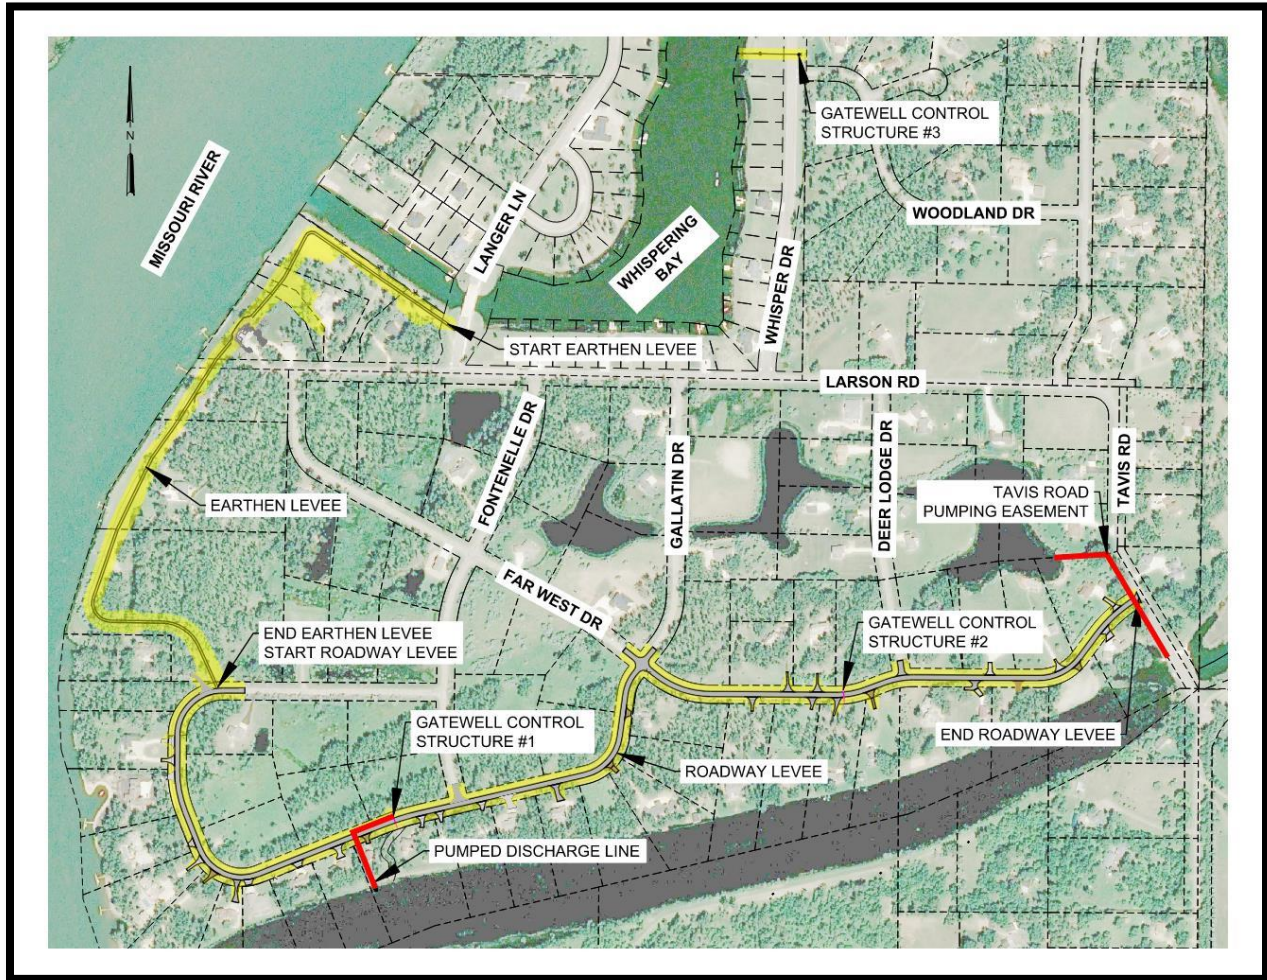 GATEWELL CONTROL
STRUCTURE #3
N
MISSOURI RIVER
LANGER LN
WHISPERING
BAY
WHISPER DR
WOODLAND DR
START EARTHEN LEVEE
LARSON RD
FONTENELLE DR
GALLATIN DR
DEER LODGE DR
TAVIS RD
EARTHEN LEVEE
TAVIS ROAD
PUMPING EASEMENT
FAR WEST DR
END EARTHEN LEVEE
START ROADWAY LEVEE
GATEWELL CONTROL
STRUCTURE #2
GATEWELL CONTROL
STRUCTURE #1
END ROADWAY LEVEE
ROADWAY LEVEE
PUMPED DISCHARGE LINE